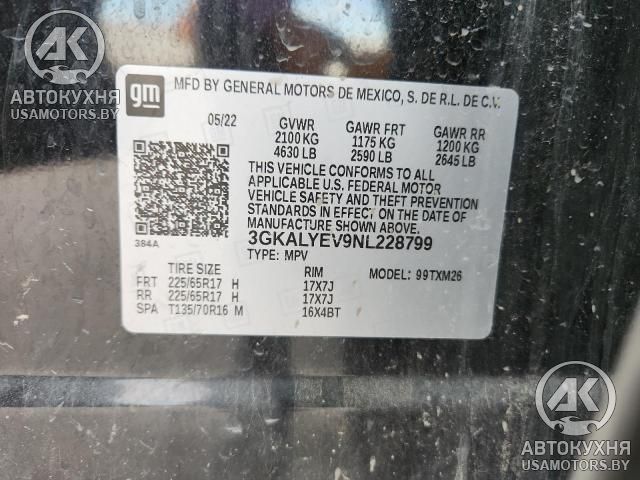 АК
АВТОКУХНЯ
USAMOTORS.BY
gm
MFD BY GENERAL MOTORS DE MEXICO, S. DE R.L. DE C.V.
05/22 GVWR GAWR FRT GAWR RR
2100 KG 1175 KG 1200 KG
4630 LB 2590 LB 2645 LB
THIS VEHICLE CONFORMS TO ALL
APPLICABLE U.S. FEDERAL MOTOR
VEHICLE SAFETY AND THEFT PREVENTION
STANDARDS IN EFFECT ON THE DATE OF
MANUFACTURE SHOWN ABOVE.
384A
3GKALYEV9NL228799
TYPE: MPV MODEL: 99TXM26
TIRE SIZE RIM
FRT 225/65R17 H 17X7J
RR 225/65R17 H 17X7J
SPA T135/70R16 M 16X4BT
АК
АВТОКУХНЯ
USAMOTORS.BY